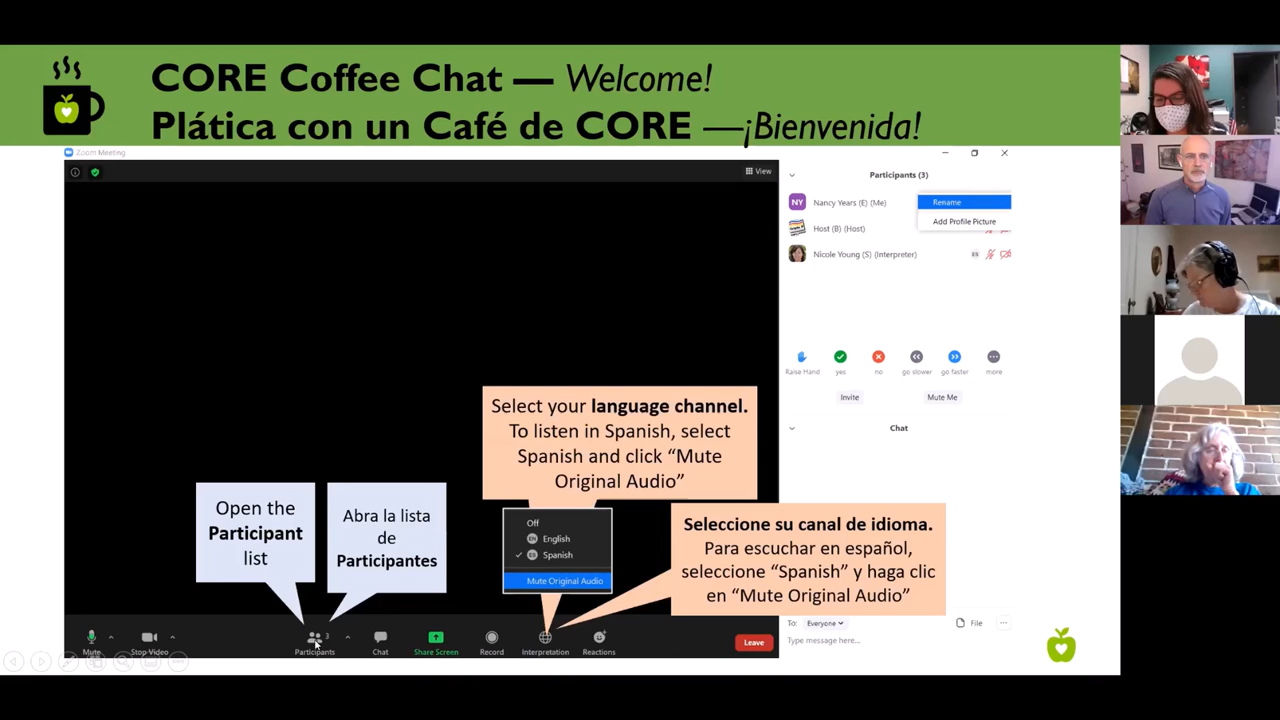 CORE Coffee Chat — Welcome!
Plática con un Café de CORE —¡Bienvenida!
Zoom Meeting
View
Participants (3)
NY Nancy Years (E) (Me)
Rename
Add Profile Picture
Host (B) (Host)
Nicole Young (S) (Interpreter)
ES
Raise Hand
yes
no
go slower
go faster
more
Invite
Mute Me
Chat
Select your language channel.
To listen in Spanish, select
Spanish and click “Mute
Original Audio”
Open the
Participant
list
Abra la lista
de
Participantes
Off
EN English
ES Spanish
Mute Original Audio
Seleccione su canal de idioma.
Para escuchar en español,
seleccione “Spanish” y haga clic
en “Mute Original Audio”
To: Everyone
File
Type message here...
Mute
Stop Video
3
Participants
Chat
Share Screen
Record
Interpretation
Reactions
Leave